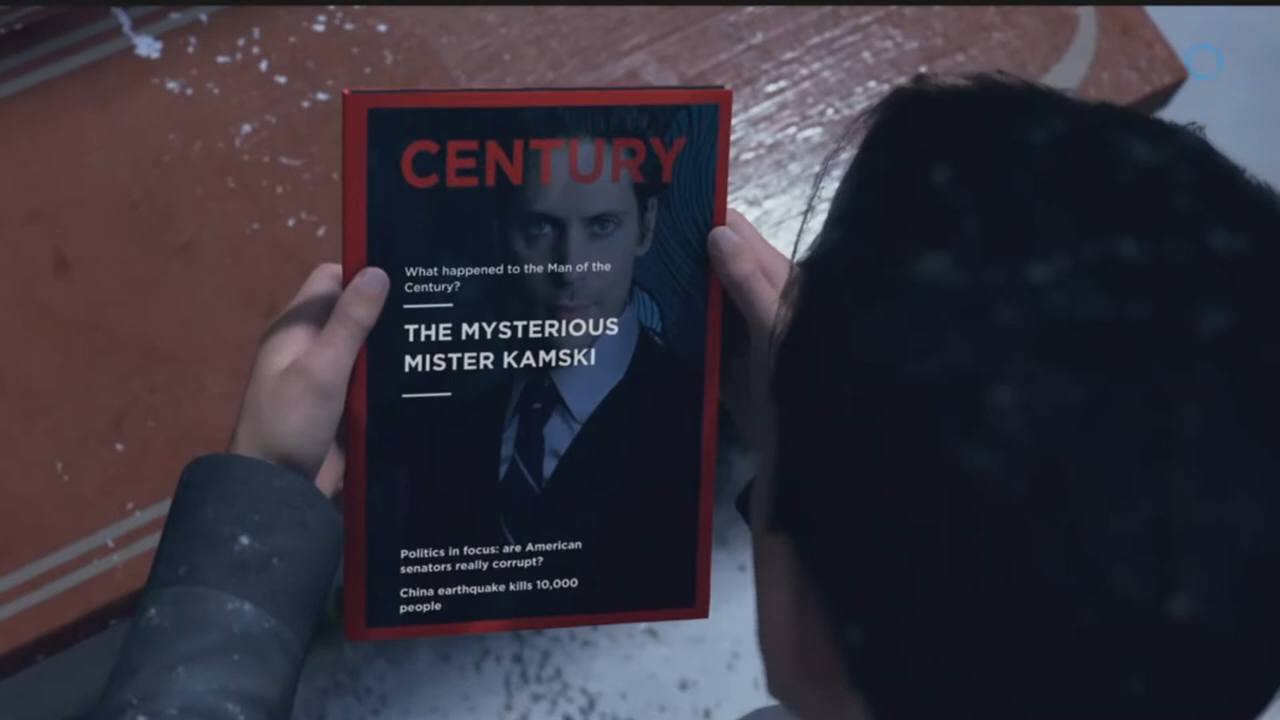 CENTURY
What happened to the Man of the
Century?
THE MYSTERIOUS
MISTER KAMSKI
Politics in focus: are American
senators really corrupt?
China earthquake kills 10,000
people